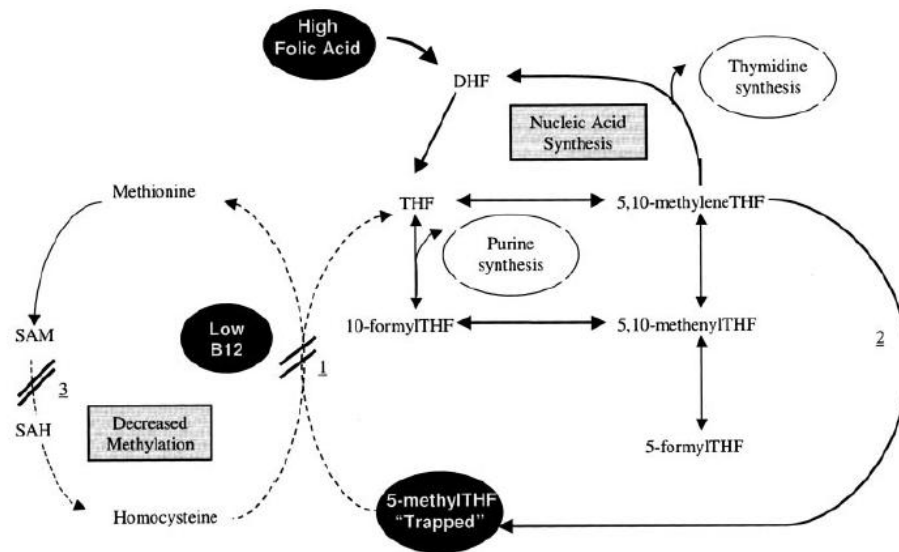 High
Folic Acid
DHF
Thymidine
synthesis
Nucleic Acid
Synthesis
Methionine
THF
5,10-methyleneTHF
Purine
synthesis
SAM
Low
B12
10-formylTHF
5,10-methenylTHF
1
2
3
SAH
Decreased
Methylation
5-formylTHF
Homocysteine
5-methylTHF
"Trapped"